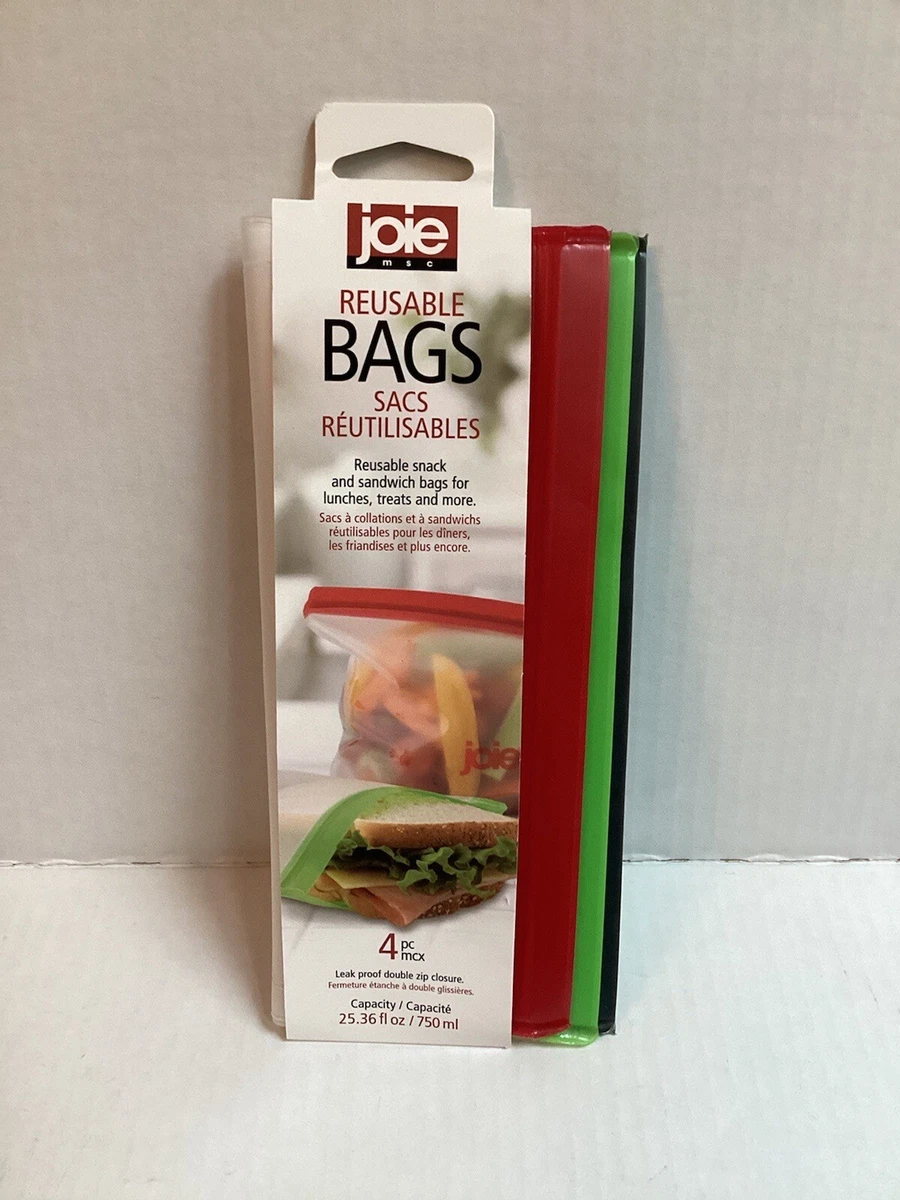 joie
msc
REUSABLE
BAGS
SACS
RÉUTILISABLES
Reusable snack
and sandwich bags for
lunches, treats and more.
Sacs à collations et à sandwichs
réutilisables pour les dîners,
les friandises et plus encore.
joie
4 pc
mcx
Leak proof double zip closure.
Fermeture étanche à double glissières.
Capacity / Capacité
25.36 fl oz / 750 ml